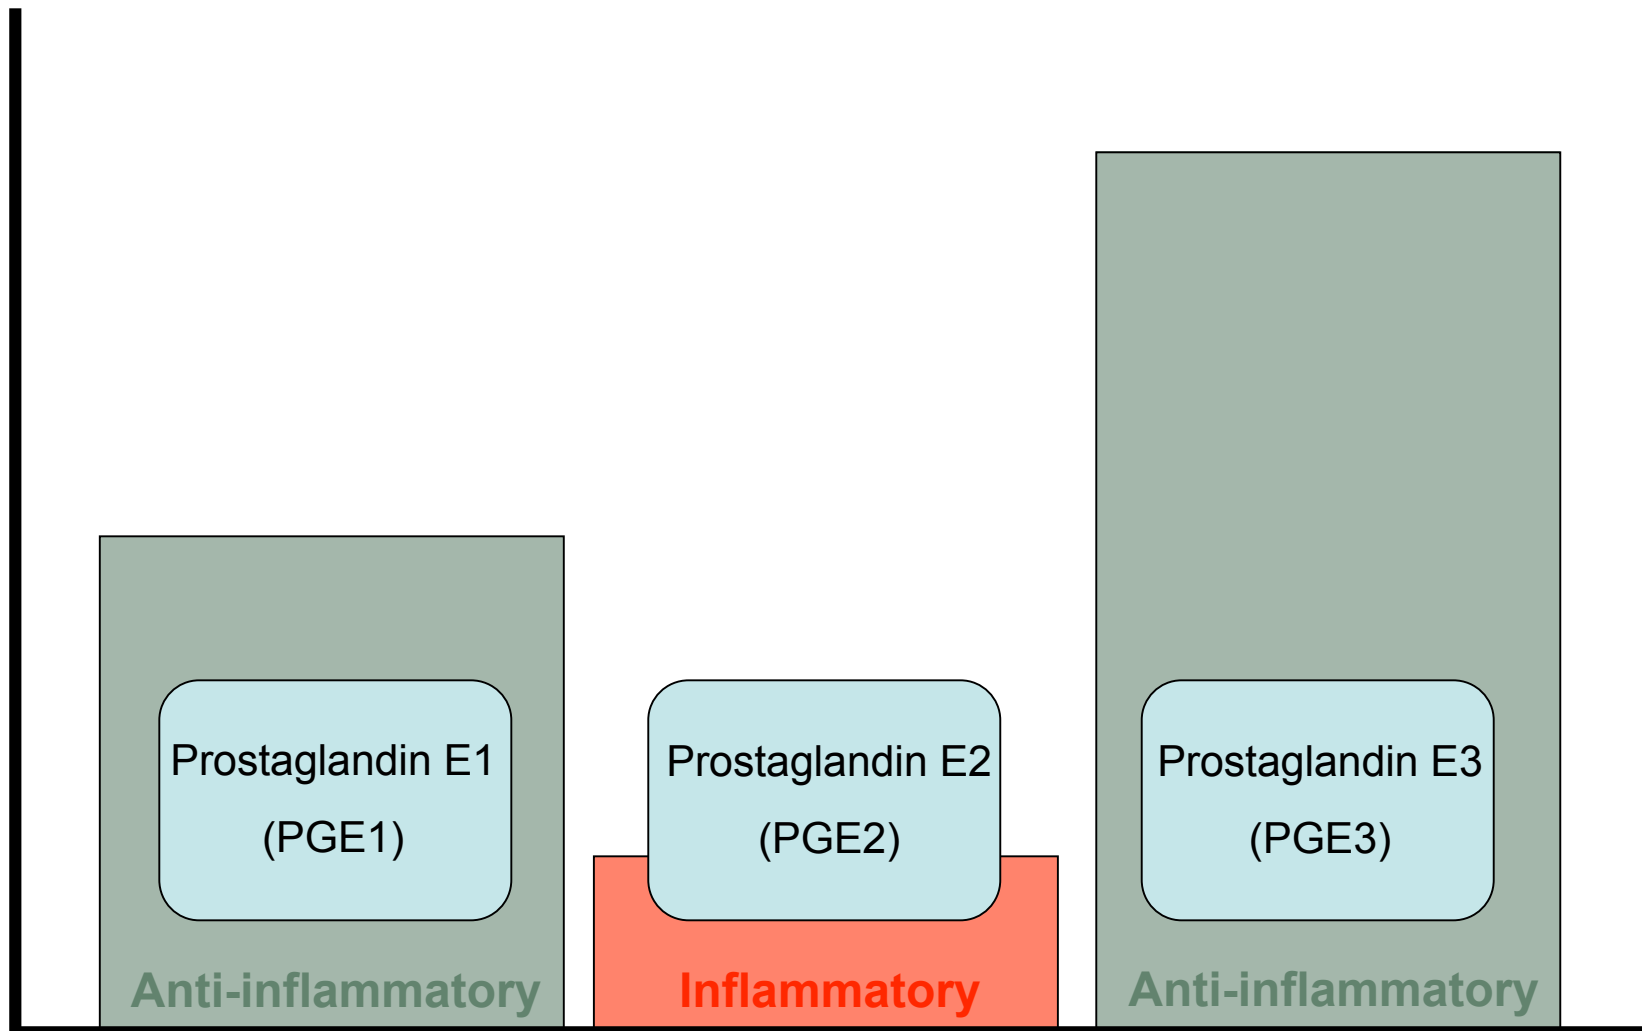 Prostaglandin E1
(PGE1)
Anti-inflammatory
Prostaglandin E2
(PGE2)
Inflammatory
Prostaglandin E3
(PGE3)
Anti-inflammatory